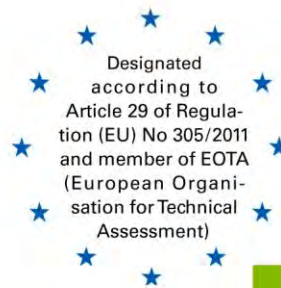 Designated
according to
Article 29 of Regula-
tion (EU) No 305/2011
and member of EOTA
(European Organi-
sation for Technical
Assessment)